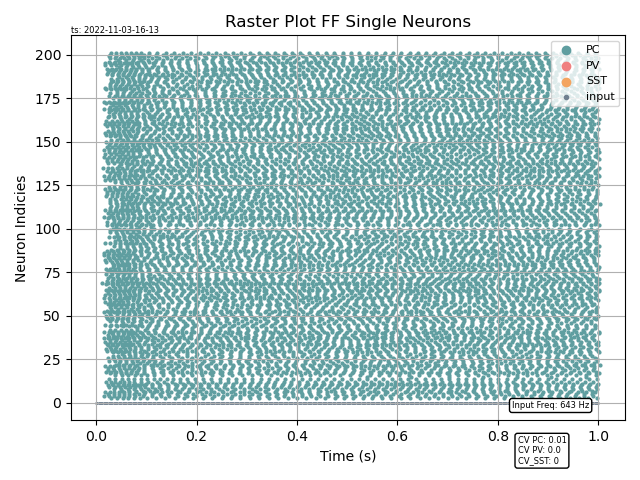 Raster Plot FF Single Neurons
ts: 2022-11-03-16-13
PC
PV
SST
input
Neuron Indicies
200
175
150
125
100
75
50
25
0
Input Freq: 643 Hz
0.0 0.2 0.4 0.6 0.8 1.0
Time (s)
CV PC: 0.01
CV PV: 0.0
CV_SST: 0